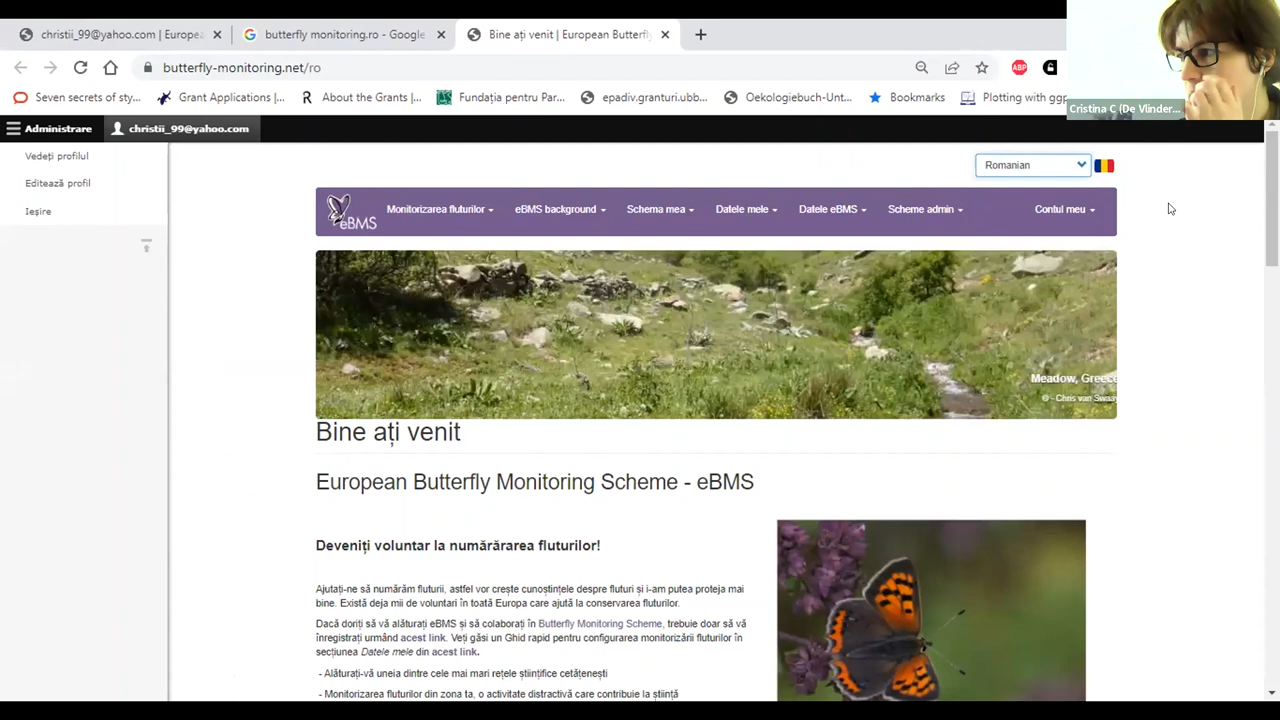 christii_99@yahoo.com | Europea
butterfly monitoring.ro - Google
Bine ați venit | European Butterf
butterfly-monitoring.net/ro
ABP
Seven secrets of sty...
Grant Applications |...
About the Grants |...
Fundația pentru Par...
epadiv.granturi.ubb...
Oekologiebuch-Unt...
Bookmarks
Plotting with ggp
Cristina C (De Vlinder...
Administrare
christii_99@yahoo.com
Vedeți profilul
Editează profil
Ieșire
Romanian
eBMS
Monitorizarea fluturilor
eBMS background
Schema mea
Datele mele
Datele eBMS
Scheme admin
Contul meu
Meadow, Greece
© - Chris van Swaay
Bine ați venit
European Butterfly Monitoring Scheme - eBMS
Deveniți voluntar la numărărarea fluturilor!
Ajutați-ne să numărăm fluturii, astfel vor crește cunoștințele despre fluturi și i-am putea proteja mai
bine. Există deja mii de voluntari în toată Europa care ajută la conservarea fluturilor.
Dacă doriți să vă alăturați eBMS și să colaborați în Butterfly Monitoring Scheme, trebuie doar să vă
înregistrați urmând acest link. Veți găsi un Ghid rapid pentru configurarea monitorizării fluturilor în
secțiunea Datele mele din acest link.
- Alăturați-vă uneia dintre cele mai mari rețele științifice cetățenești
- Monitorizarea fluturilor din zona ta, o activitate distractivă care contribuie la știință